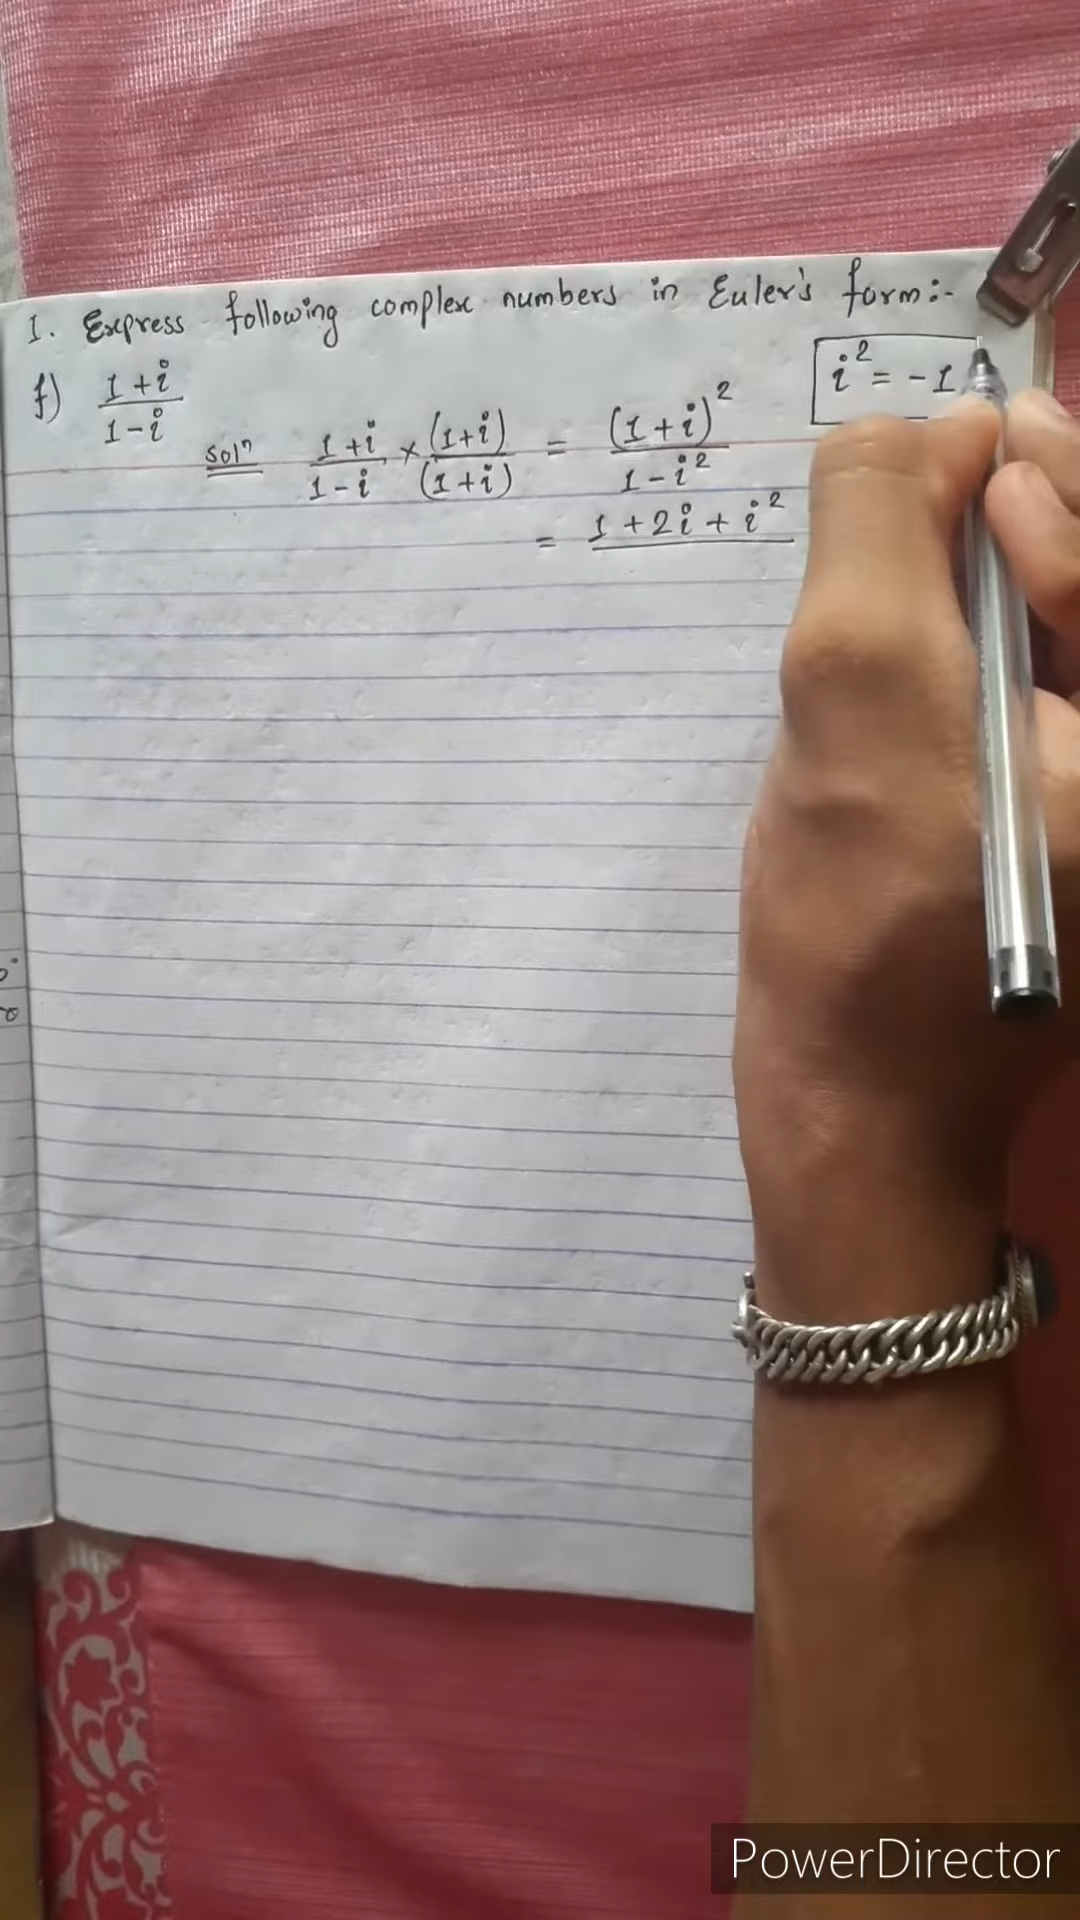 I. Express following complex numbers in Euler's form:-
f) 1+i / 1-i
i² = -1
Solⁿ 1+i / 1-i × (1+i) / (1+i) = (1+i)² / 1-i²
= 1+2i+i²
PowerDirector